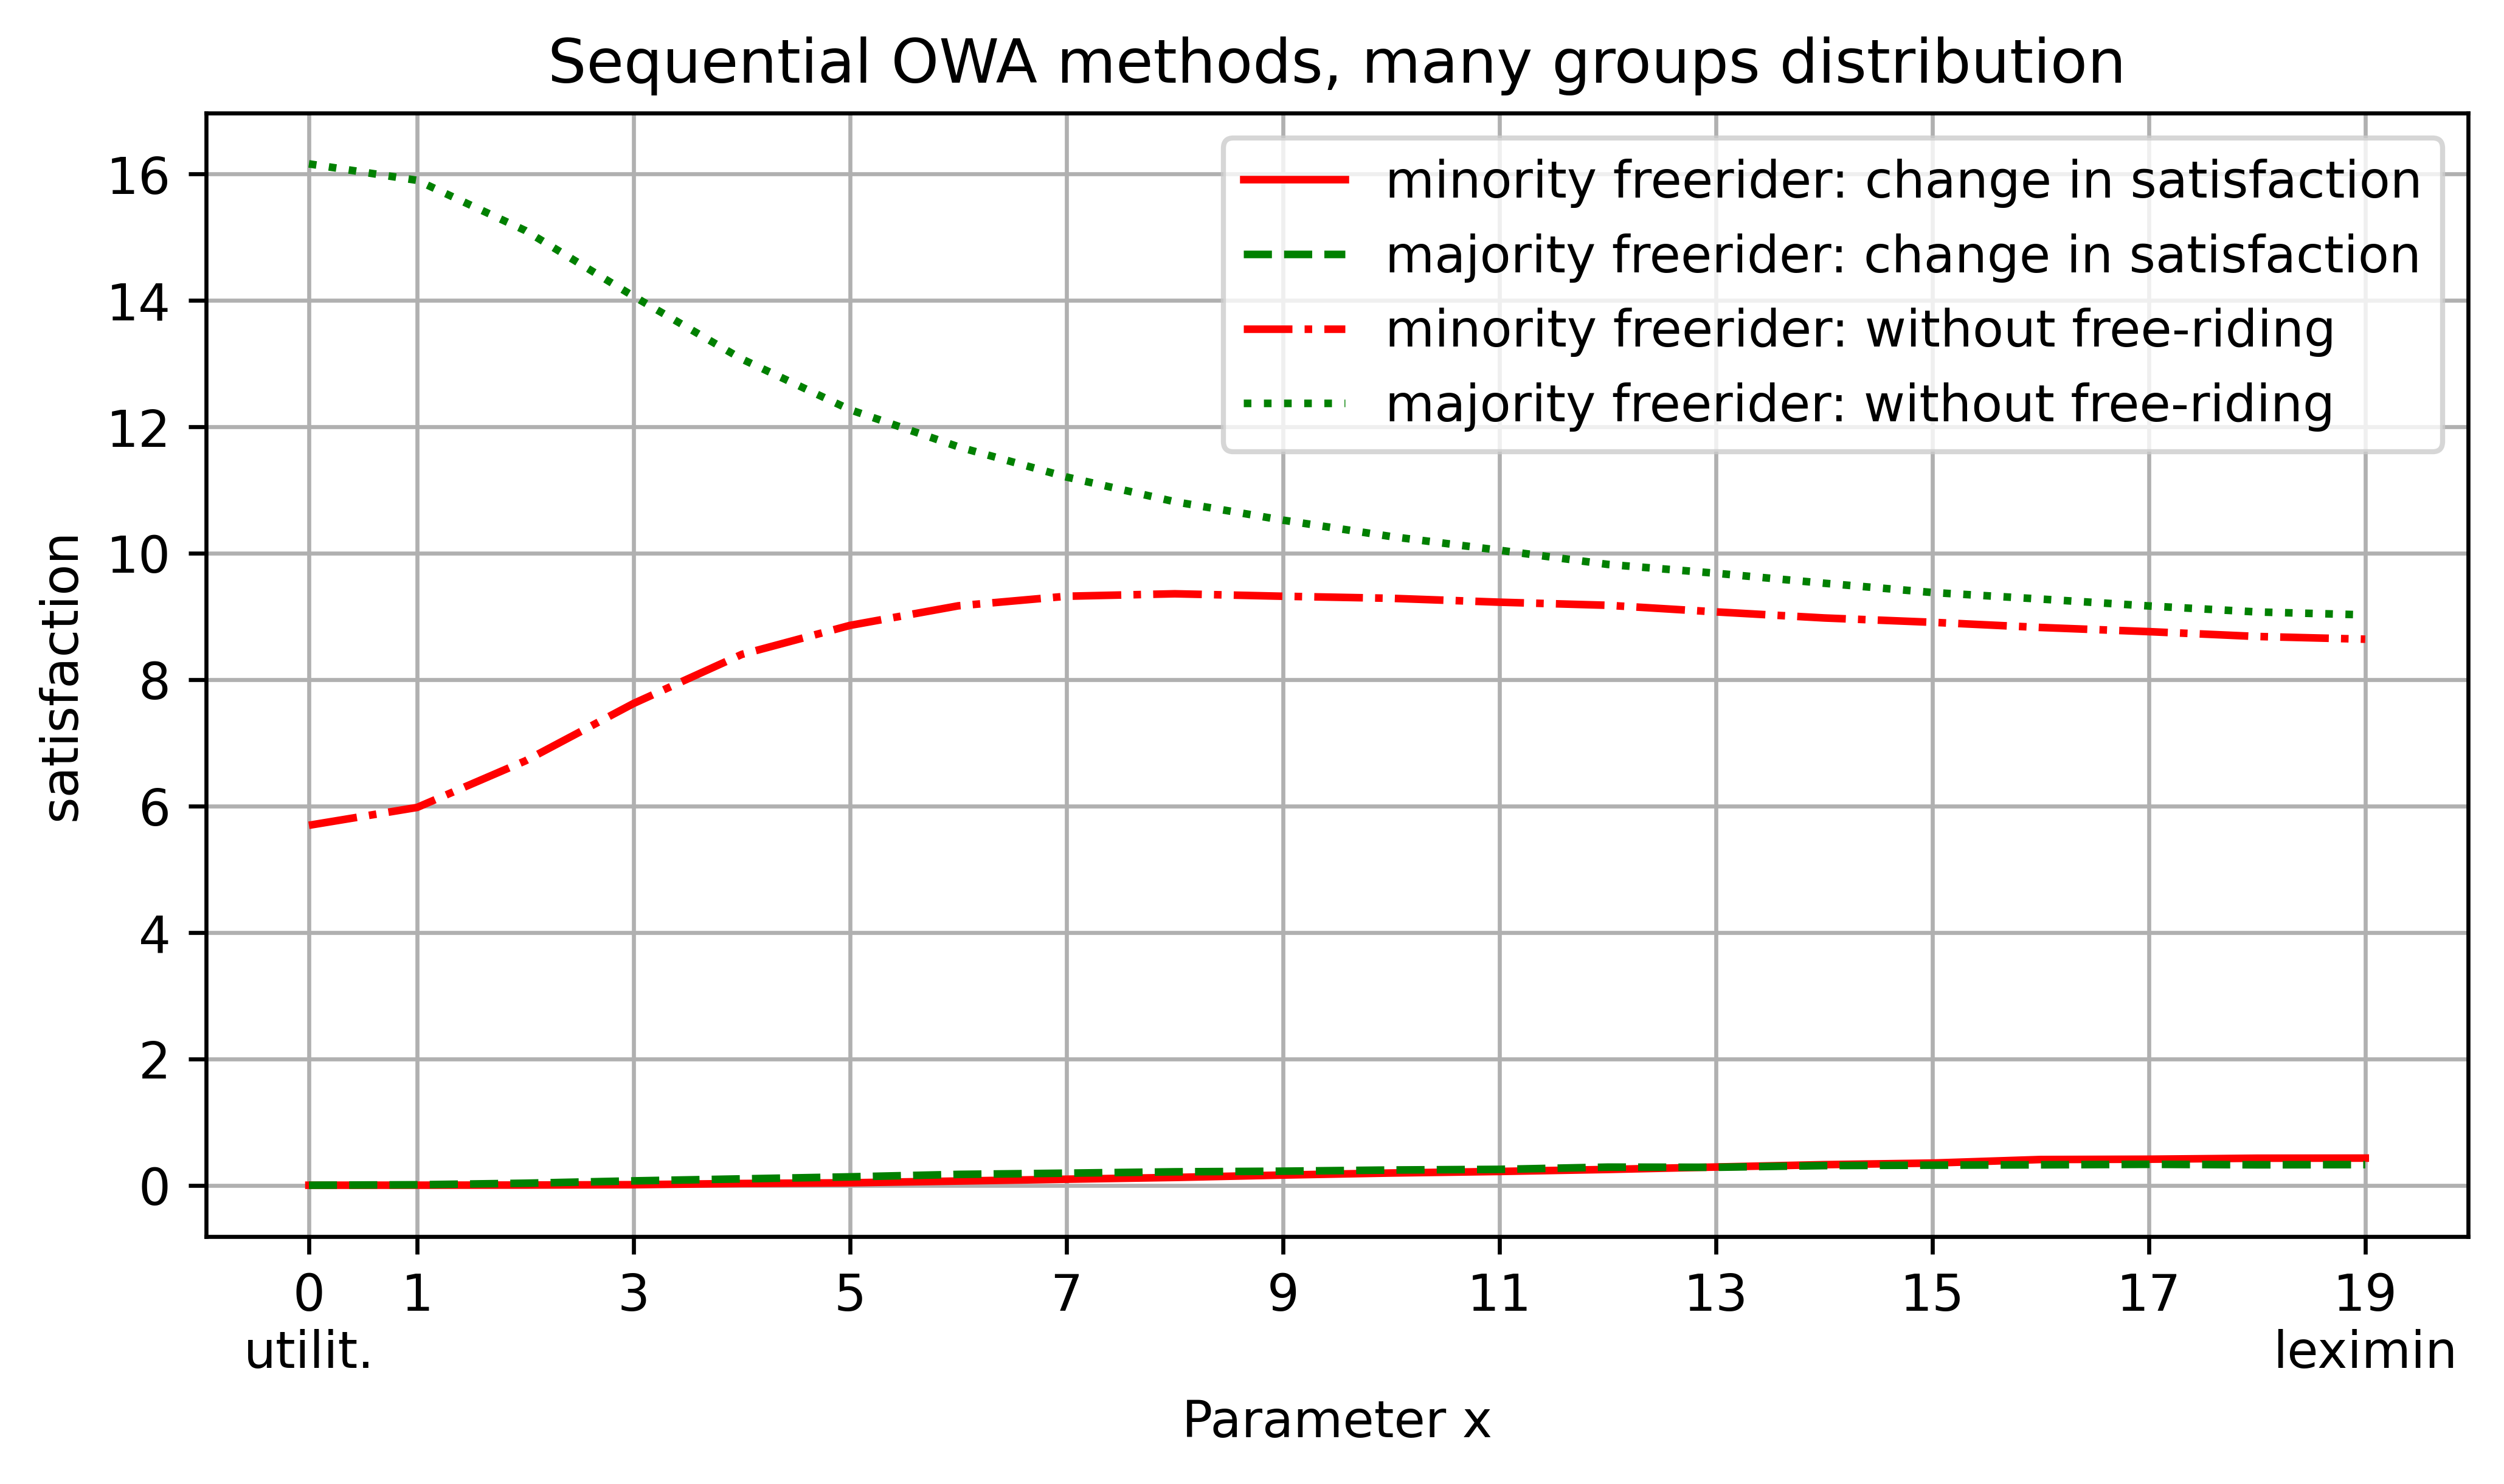 Sequential OWA methods, many groups distribution
minority freerider: change in satisfaction
majority freerider: change in satisfaction
minority freerider: without free-riding
majority freerider: without free-riding
16
14
12
10
8
6
4
2
0
satisfaction
0 1 3 5 7 9 11 13 15 17 19
utilit. leximin
Parameter x